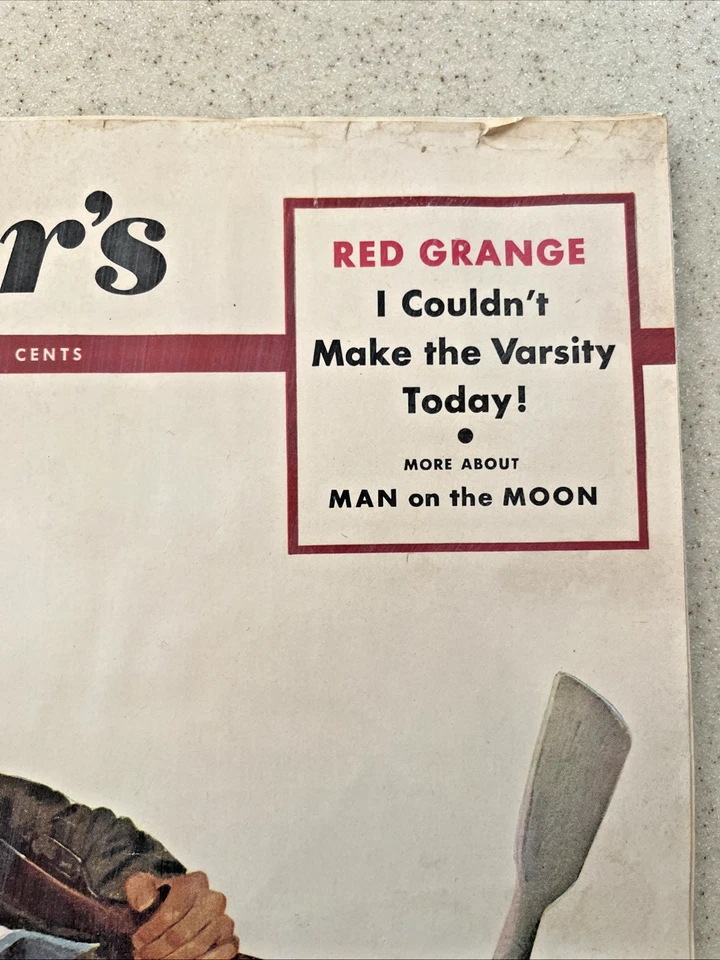 r's
CENTS
RED GRANGE
I Couldn't
Make the Varsity
Today!
MORE ABOUT
MAN on the MOON